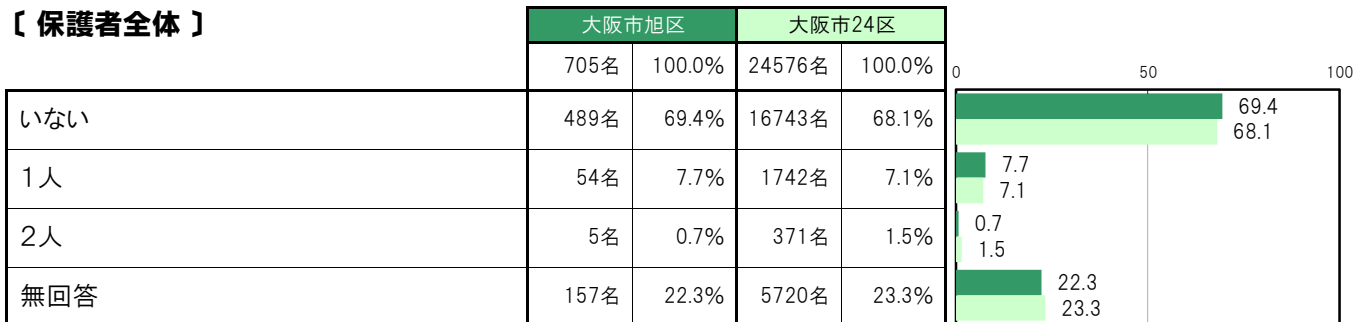 〔 保護者全体 〕
大阪市旭区 大阪市24区
705名 100.0% 24576名 100.0%
0 50 100
いない 489名 69.4% 16743名 68.1%
69.4
68.1
1人 54名 7.7% 1742名 7.1%
7.7
7.1
2人 5名 0.7% 371名 1.5%
0.7
1.5
無回答 157名 22.3% 5720名 23.3%
22.3
23.3